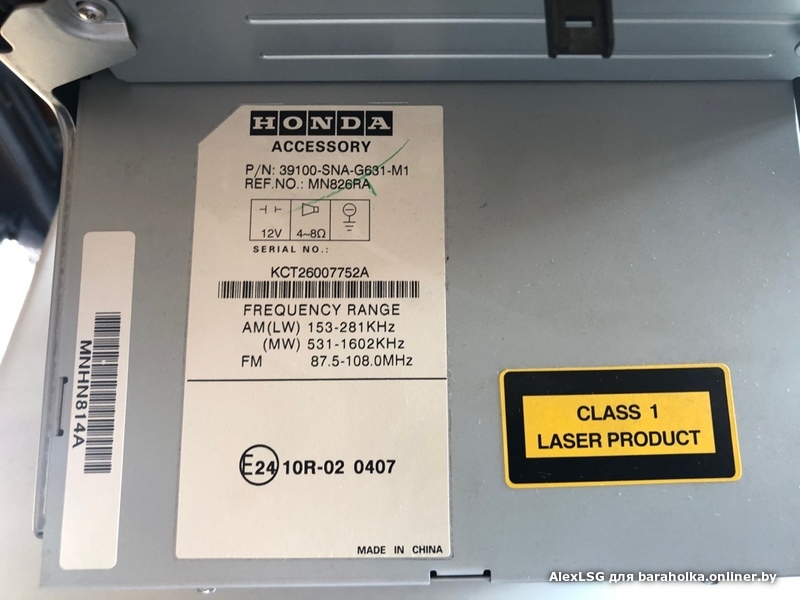 HONDA
ACCESSORY
P/N: 39100-SNA-G631-M1
REF.NO.: MN826RA
12V 4~8Ω
SERIAL NO.:
KCT26007752A
FREQUENCY RANGE
AM(LW) 153-281KHz
(MW) 531-1602KHz
FM 87.5-108.0MHz
E24 10R-02 0407
MADE IN CHINA
MNHN814A
CLASS 1
LASER PRODUCT
AlexLSG для baraholka.onliner.by